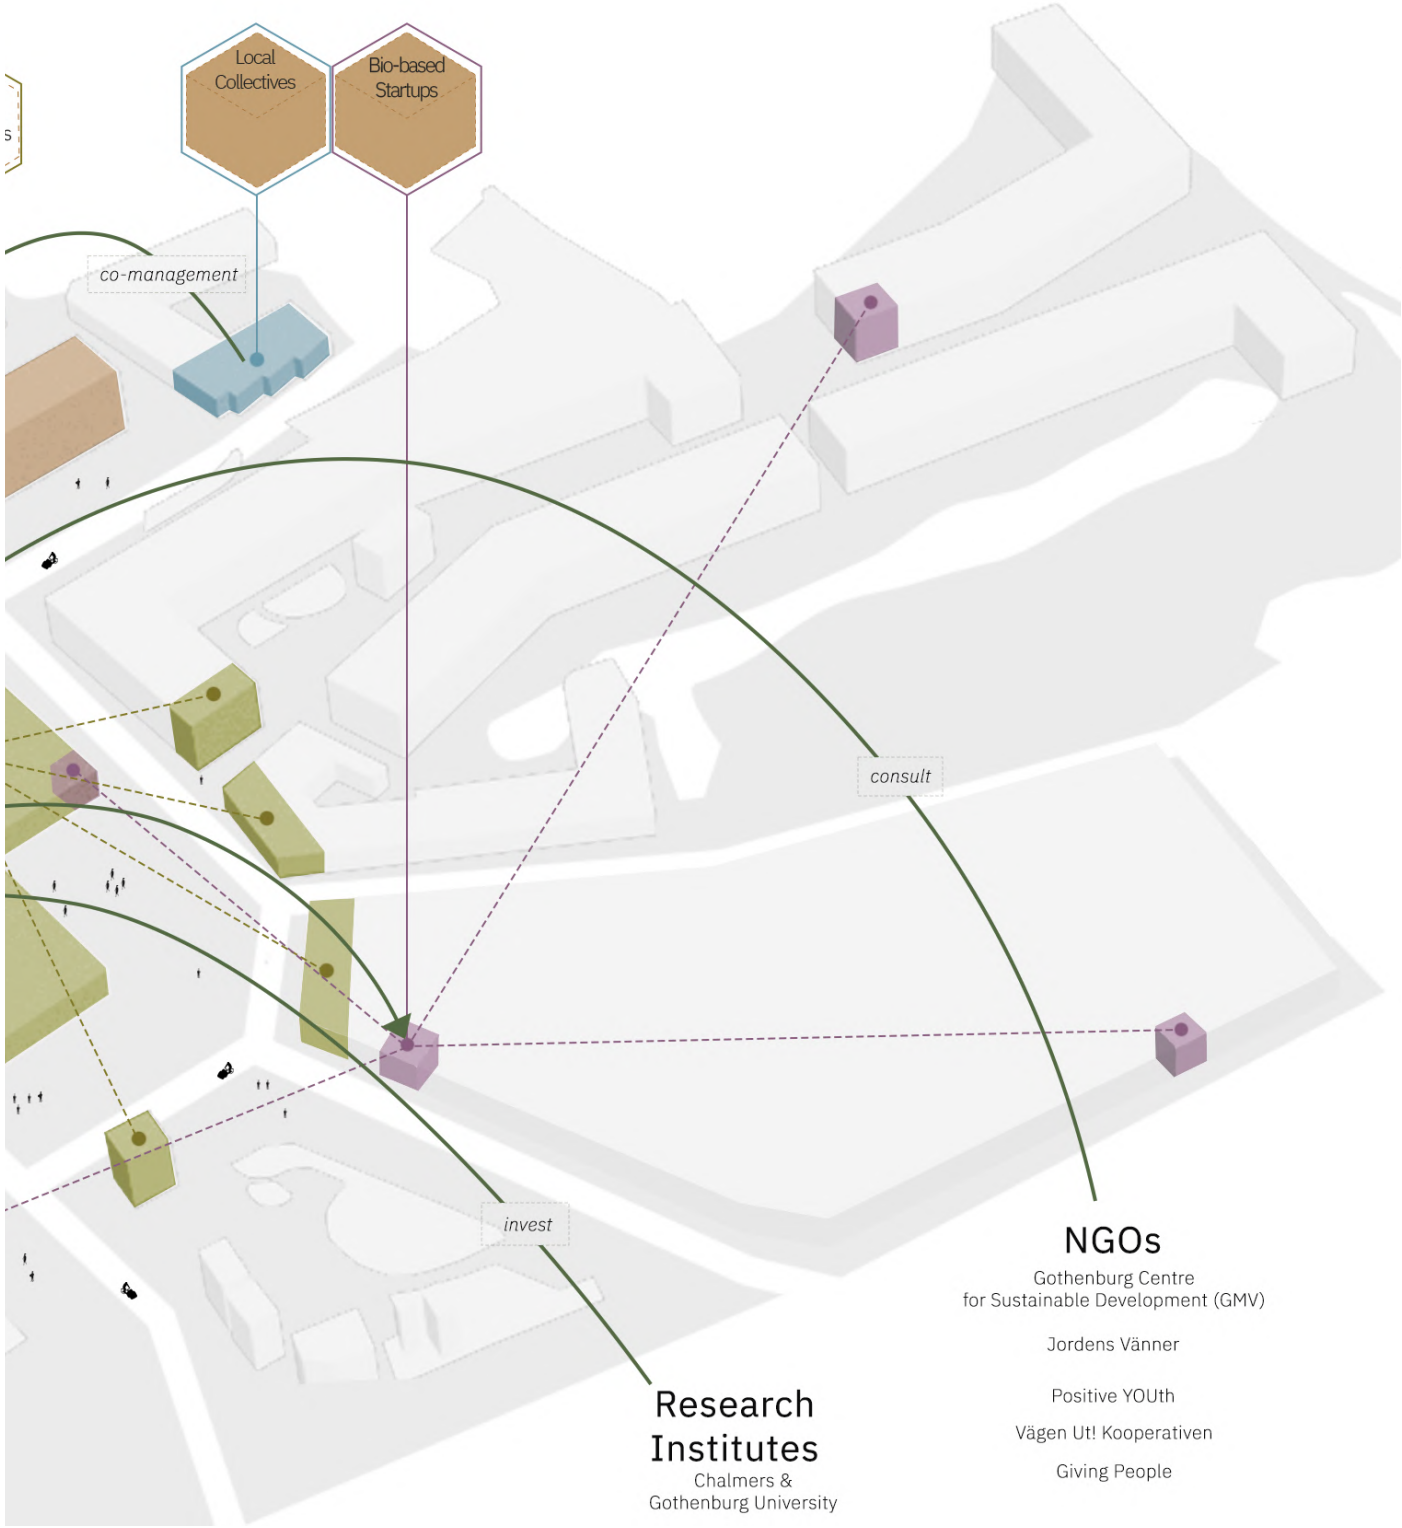 Local
Collectives
Bio-based
Startups
s
co-management
consult
invest
NGOs
Gothenburg Centre
for Sustainable Development (GMV)
Jordens Vänner
Positive YOUth
Vägen Ut! Kooperativen
Giving People
Research
Institutes
Chalmers &
Gothenburg University